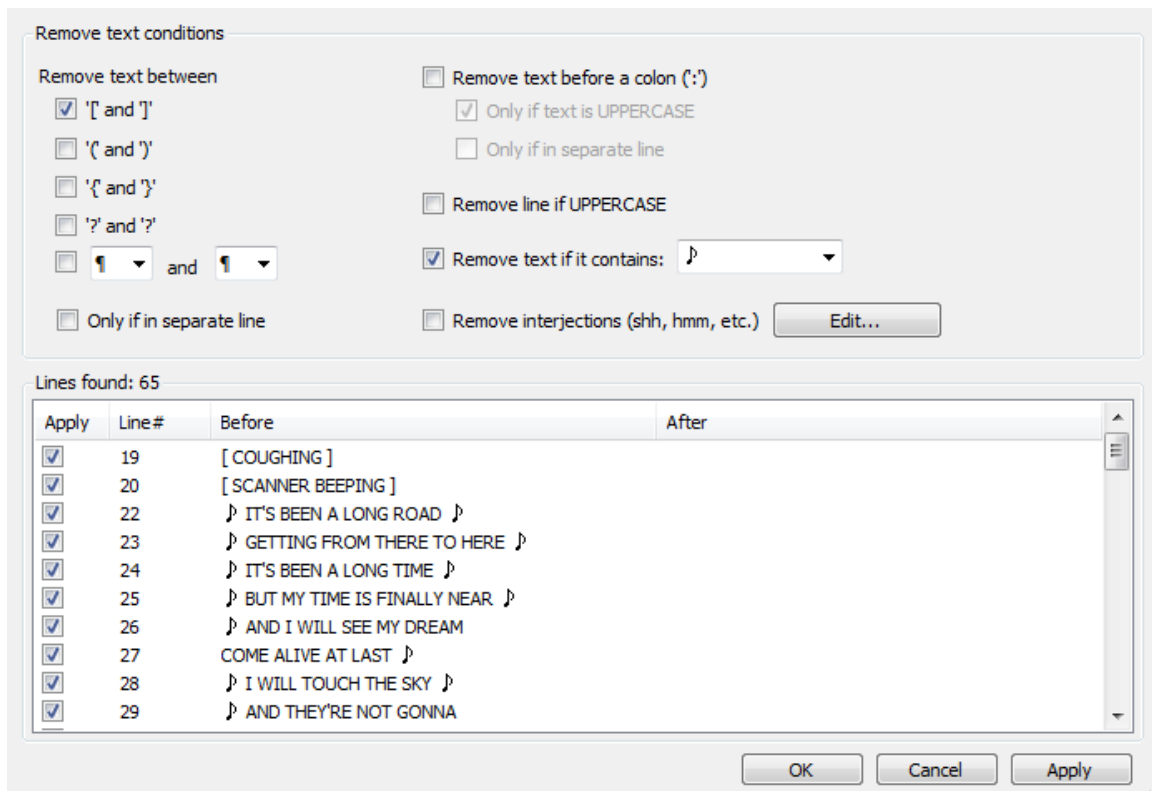 Remove text conditions
Remove text between
'[' and ']'
'(' and ')'
'{' and '}'
'?' and '?'
¶ and ¶
Only if in separate line
Remove text before a colon (':')
Only if text is UPPERCASE
Only if in separate line
Remove line if UPPERCASE
Remove text if it contains: ♪
Remove interjections (shh, hmm, etc.) Edit...
Lines found: 65
Apply Line# Before After
19 [ COUGHING ]
20 [ SCANNER BEEPING ]
22 ♪ IT'S BEEN A LONG ROAD ♪
23 ♪ GETTING FROM THERE TO HERE ♪
24 ♪ IT'S BEEN A LONG TIME ♪
25 ♪ BUT MY TIME IS FINALLY NEAR ♪
26 ♪ AND I WILL SEE MY DREAM
27 COME ALIVE AT LAST ♪
28 ♪ I WILL TOUCH THE SKY ♪
29 ♪ AND THEY'RE NOT GONNA
OK Cancel Apply